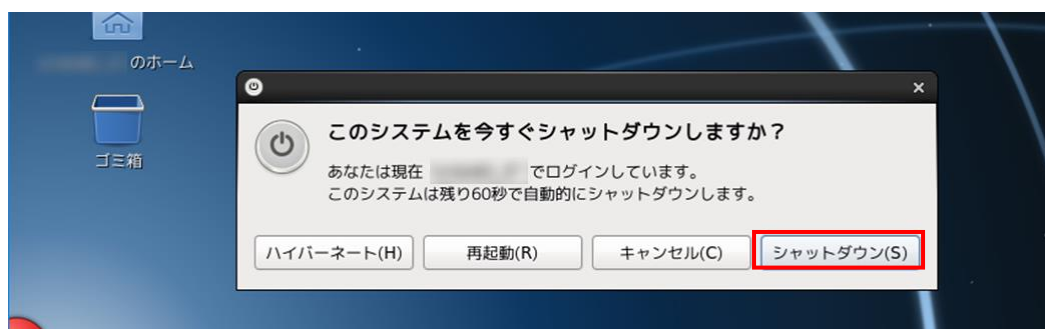 のホーム
ゴミ箱
このシステムを今すぐシャットダウンしますか？
あなたは現在 でログインしています。
このシステムは残り60秒で自動的にシャットダウンします。
ハイバーネート(H) 再起動(R) キャンセル(C) シャットダウン(S)